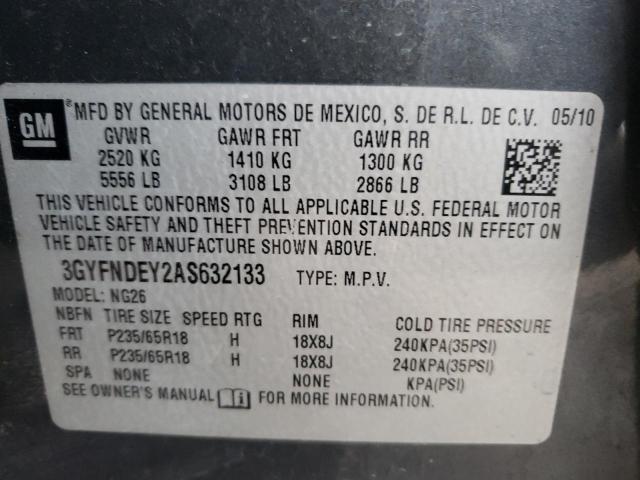 GM
MFD BY GENERAL MOTORS DE MEXICO, S. DE R.L. DE C.V. 05/10
GVWR GAWR FRT GAWR RR
2520 KG 1410 KG 1300 KG
5556 LB 3108 LB 2866 LB
THIS VEHICLE CONFORMS TO ALL APPLICABLE U.S. FEDERAL MOTOR
VEHICLE SAFETY AND THEFT PREVENTION STANDARDS IN EFFECT ON
THE DATE OF MANUFACTURE SHOWN ABOVE.
3GYFNDEY2AS632133 TYPE: M.P.V.
MODEL: NG26
NBFN TIRE SIZE SPEED RTG RIM COLD TIRE PRESSURE
FRT P235/65R18 H 18X8J 240KPA(35PSI)
RR P235/65R18 H 18X8J 240KPA(35PSI)
SPA NONE NONE KPA(PSI)
SEE OWNER'S MANUAL i FOR MORE INFORMATION.